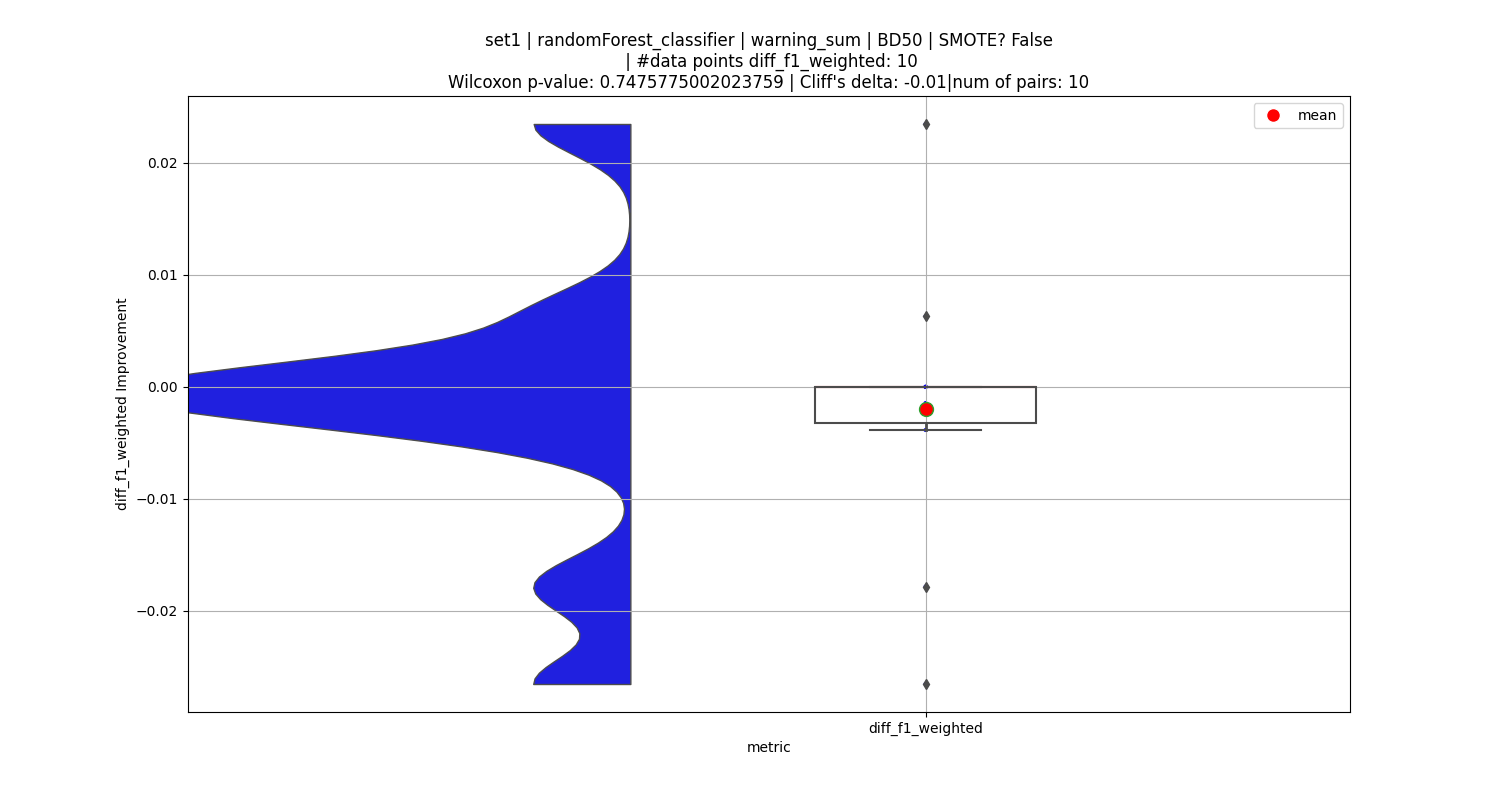 set1 | randomForest_classifier | warning_sum | BD50 | SMOTE? False
| #data points diff_f1_weighted: 10
Wilcoxon p-value: 0.7475775002023759 | Cliff's delta: -0.01|num of pairs: 10
mean
0.02
0.01
0.00
−0.01
−0.02
diff_f1_weighted Improvement
diff_f1_weighted
metric